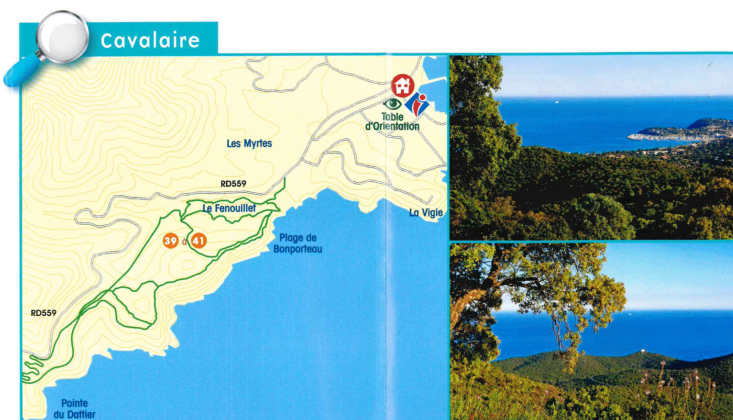 Cavalaire
Table
d'Orientation
Les Myrtes
RD559
Le Fenouillet
La Vigie
39 à 41
Plage de
Bonporteau
RD559
Pointe
du Dattier